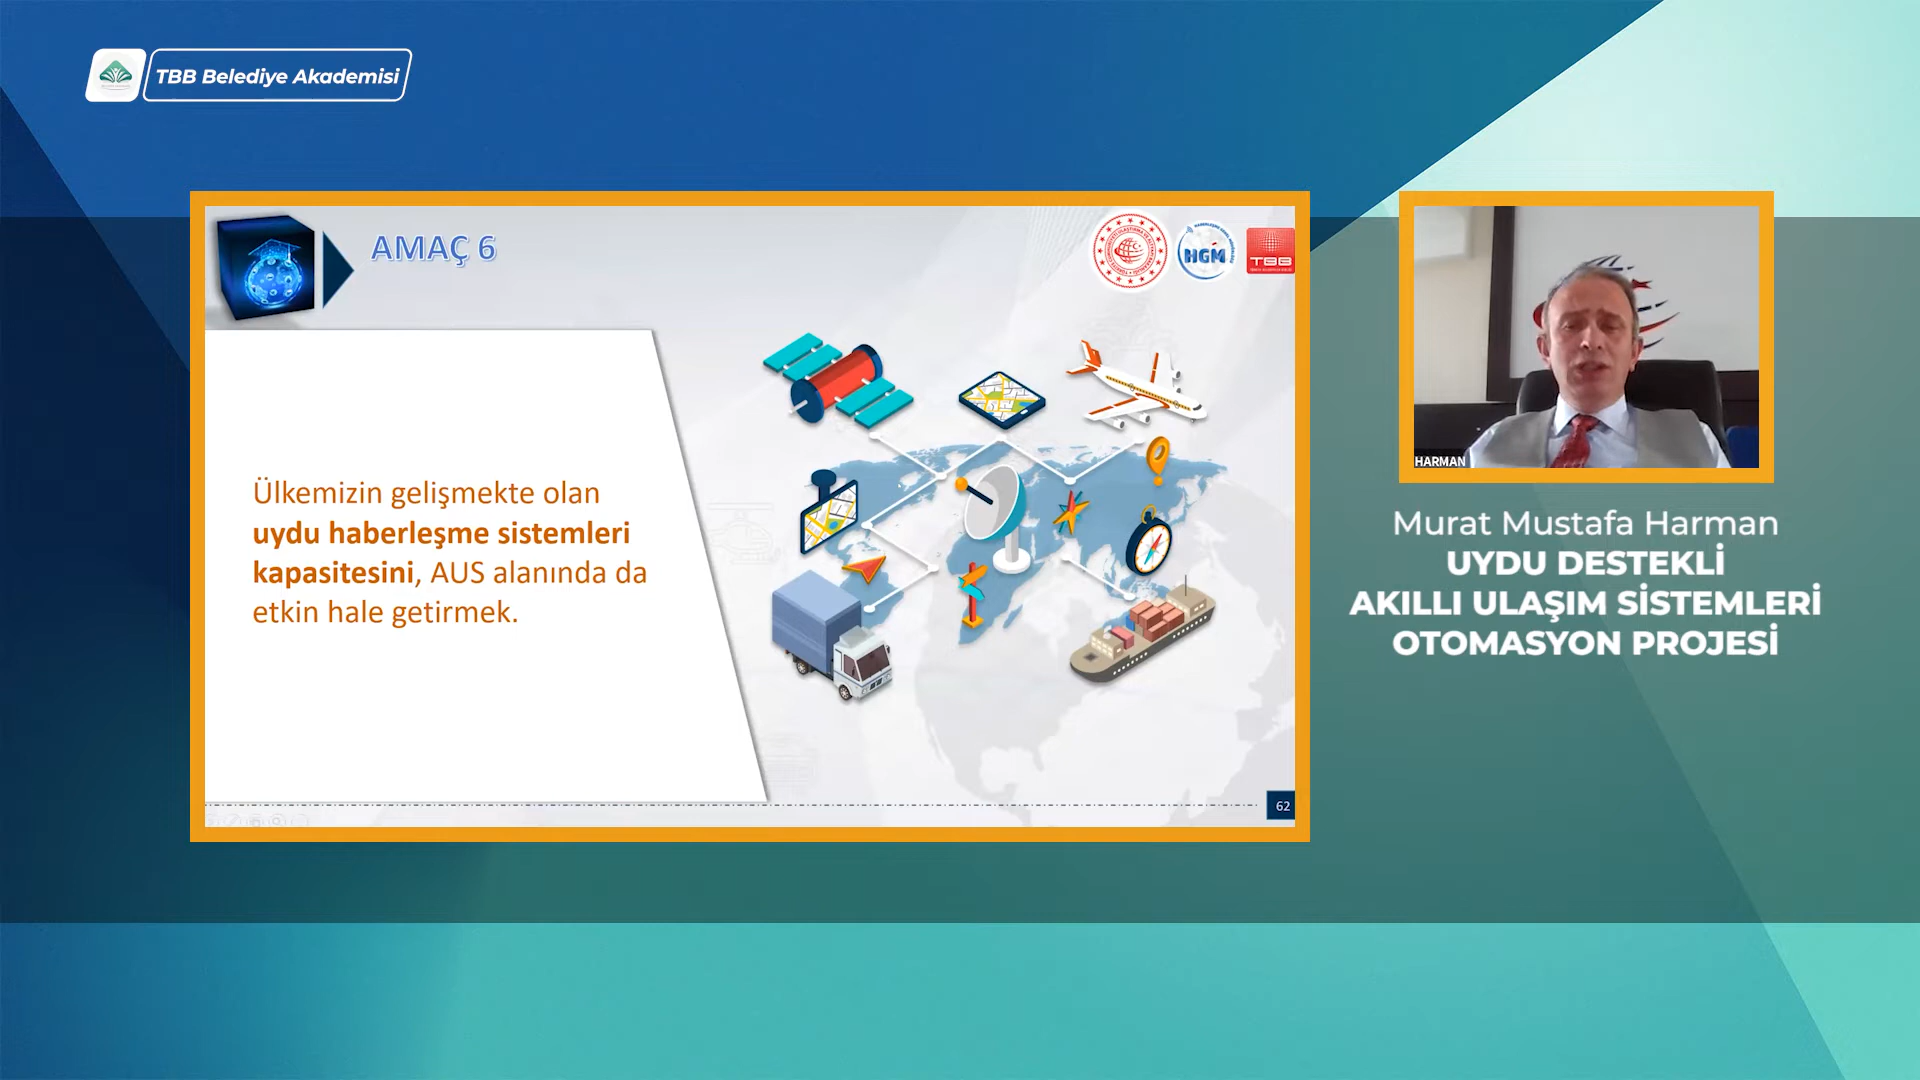 TBB Belediye Akademisi
AMAÇ 6
HGM
TBB
Ülkemizin gelişmekte olan
uydu haberleşme sistemleri
kapasitesini, AUS alanında da
etkin hale getirmek.
62
HARMAN
Murat Mustafa Harman
UYDU DESTEKLİ
AKILLI ULAŞIM SİSTEMLERİ
OTOMASYON PROJESİ